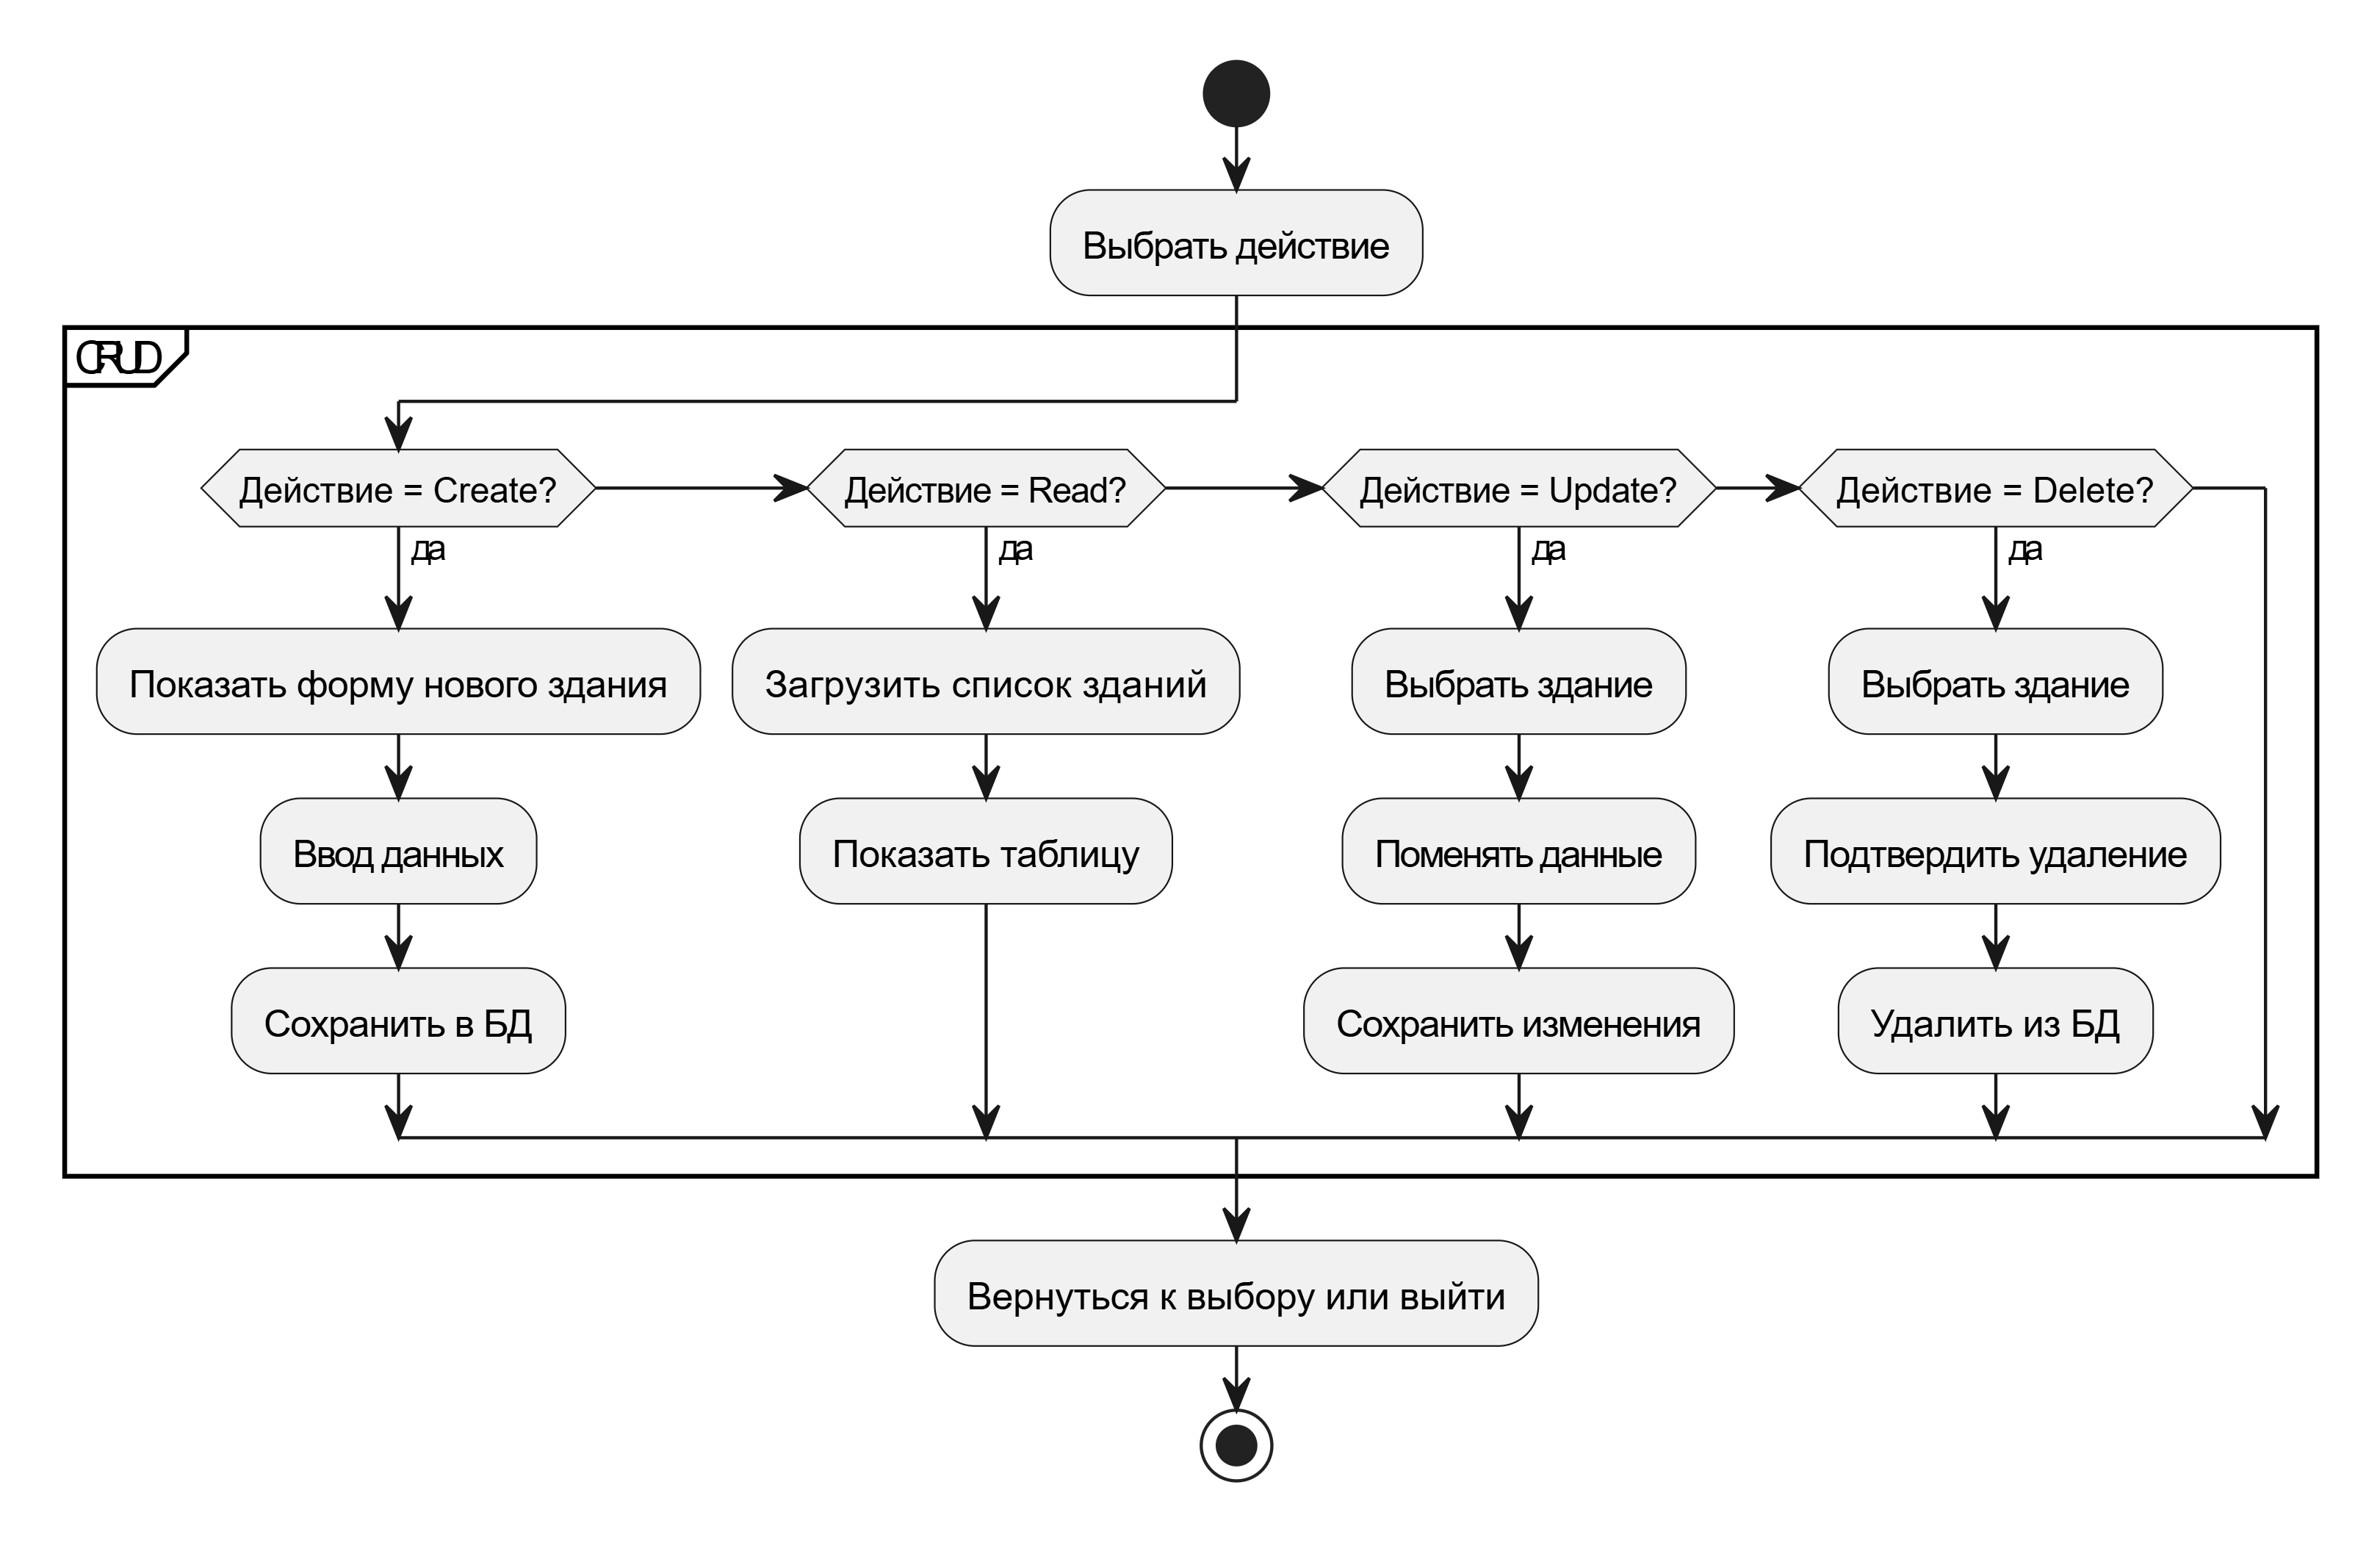 Выбрать действие
CRUD
Действие = Create?
Действие = Read?
Действие = Update?
Действие = Delete?
да
да
да
да
Показать форму нового здания
Загрузить список зданий
Выбрать здание
Выбрать здание
Ввод данных
Показать таблицу
Поменять данные
Подтвердить удаление
Сохранить в БД
Сохранить изменения
Удалить из БД
Вернуться к выбору или выйти